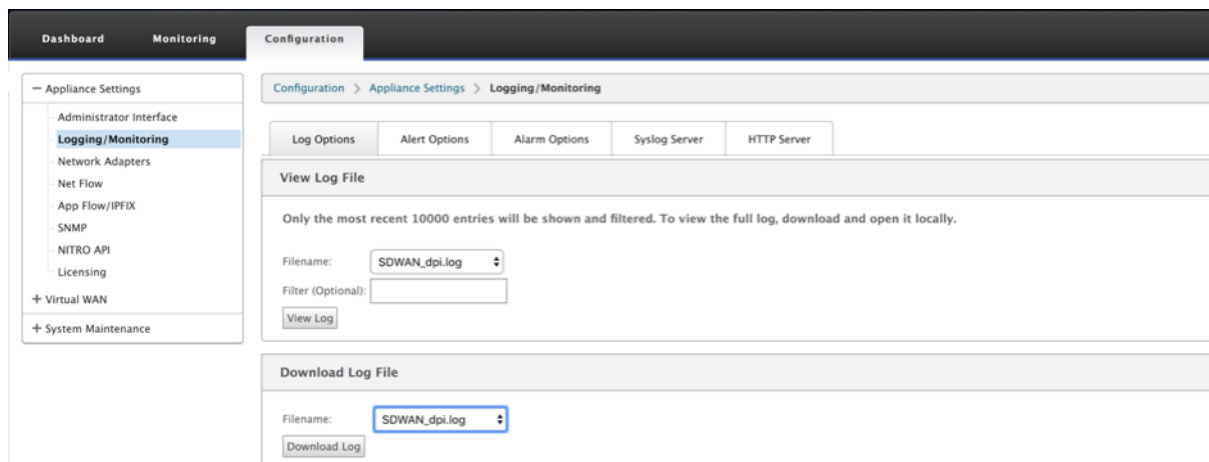 Dashboard Monitoring Configuration
Appliance Settings
Administrator Interface
Logging/Monitoring
Network Adapters
Net Flow
App Flow/IPFIX
SNMP
NITRO API
Licensing
+ Virtual WAN
+ System Maintenance
Configuration > Appliance Settings > Logging/Monitoring
Log Options Alert Options Alarm Options Syslog Server HTTP Server
View Log File
Only the most recent 10000 entries will be shown and filtered. To view the full log, download and open it locally.
Filename: SDWAN_dpi.log
Filter (Optional):
View Log
Download Log File
Filename: SDWAN_dpi.log
Download Log